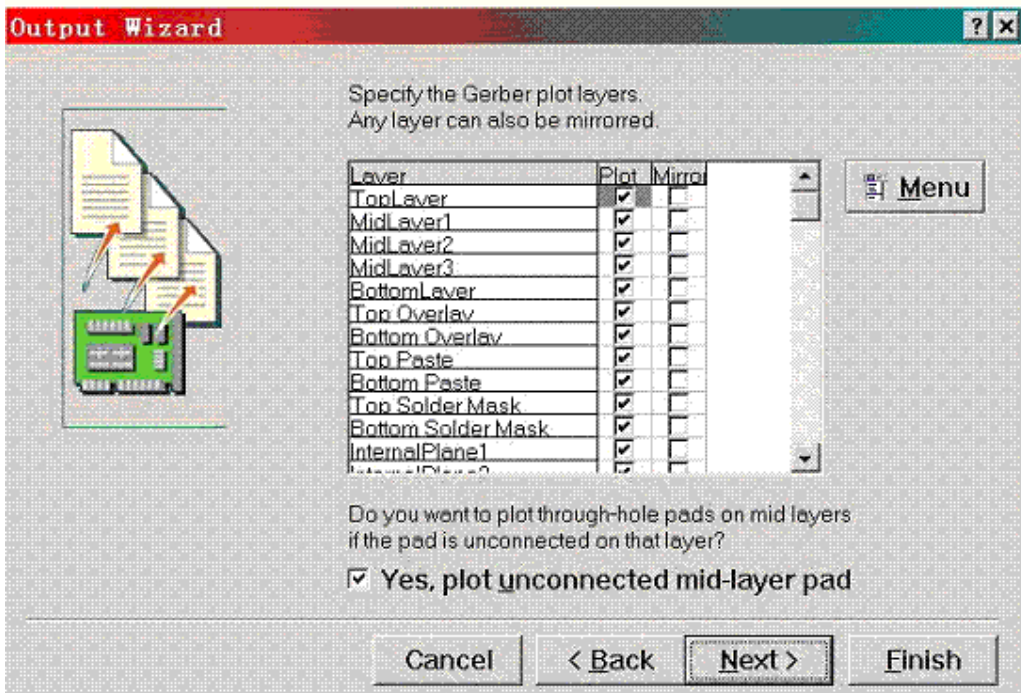 Output Wizard
Specify the Gerber plot layers.
Any layer can also be mirrorred.
Layer Plot Mirror
TopLayer
MidLayer1
MidLayer2
MidLayer3
BottomLayer
Top Overlay
Bottom Overlay
Top Paste
Bottom Paste
Top Solder Mask
Bottom Solder Mask
InternalPlane1
InternalPlane2
Menu
Do you want to plot through-hole pads on mid layers
if the pad is unconnected on that layer?
Yes, plot unconnected mid-layer pad
Cancel < Back Next > Finish